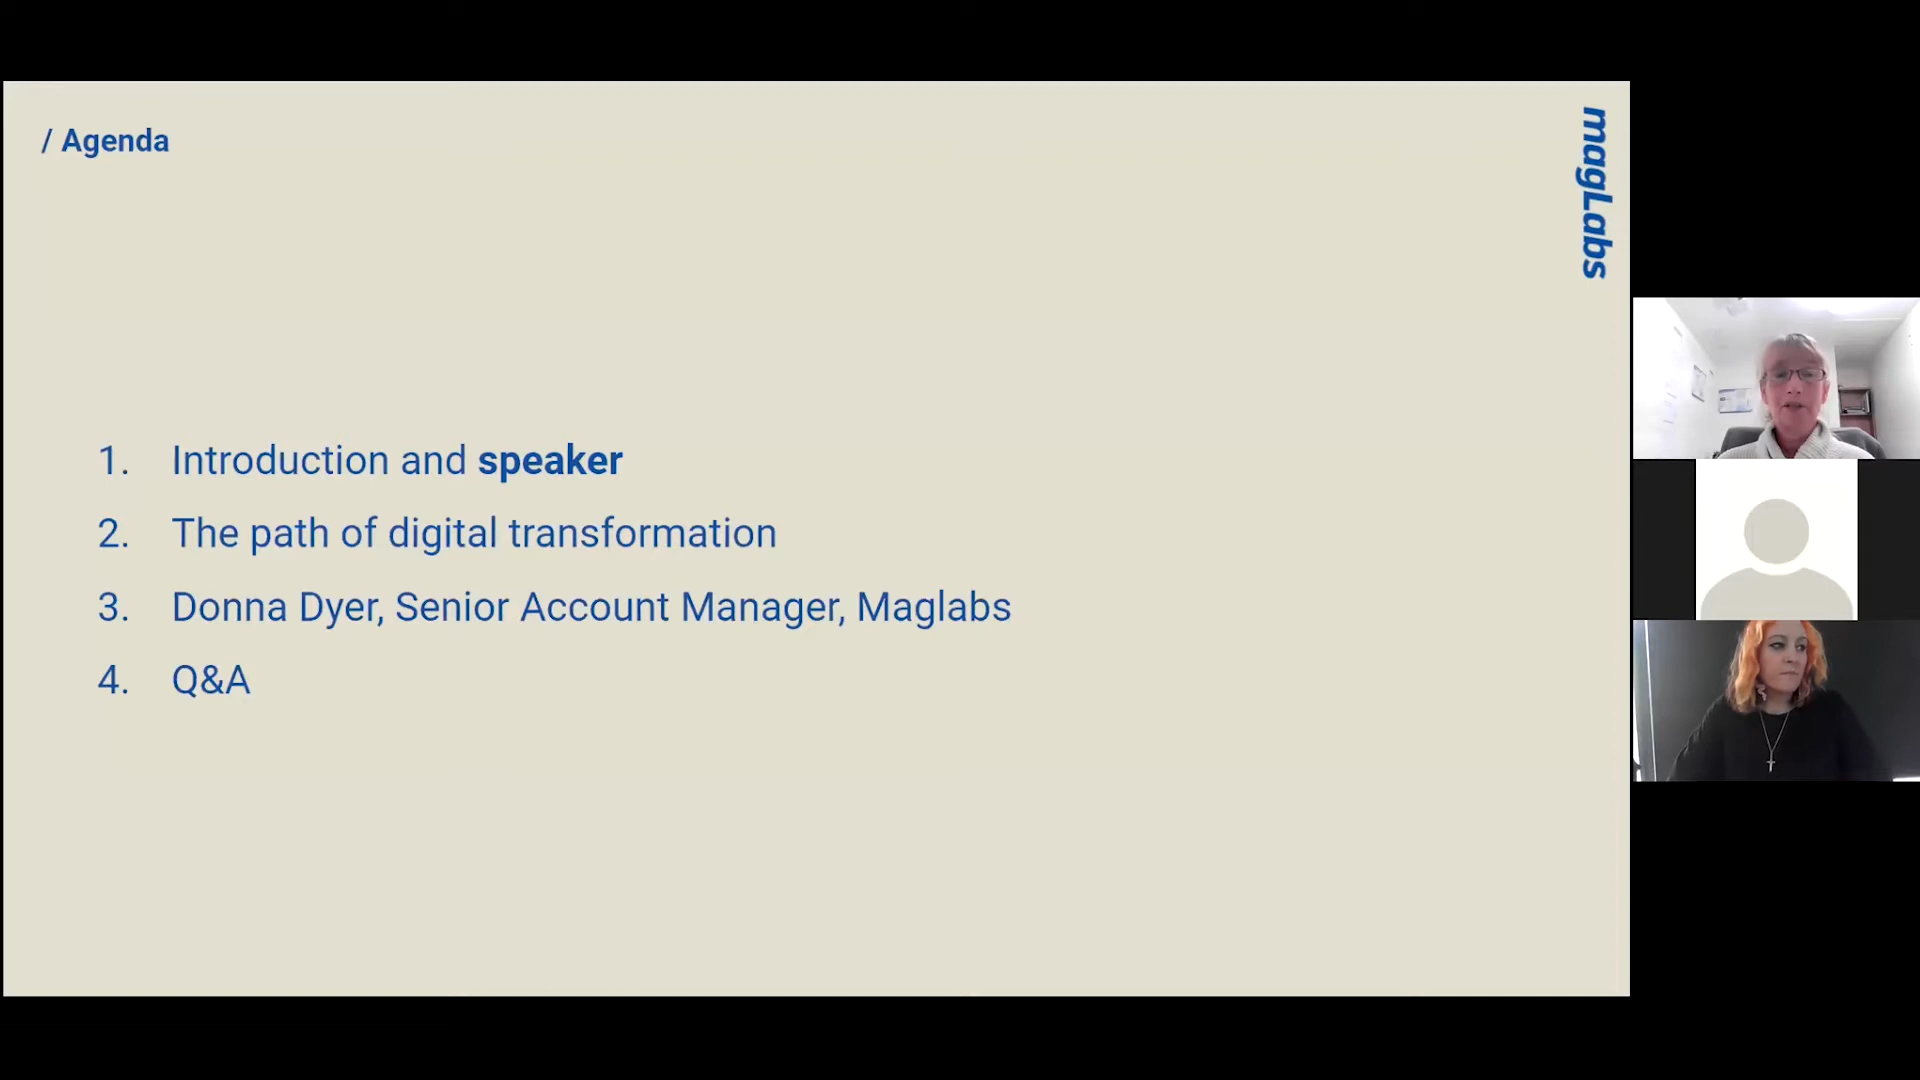 / Agenda
magLabs
1. Introduction and speaker
2. The path of digital transformation
3. Donna Dyer, Senior Account Manager, Maglabs
4. Q&A